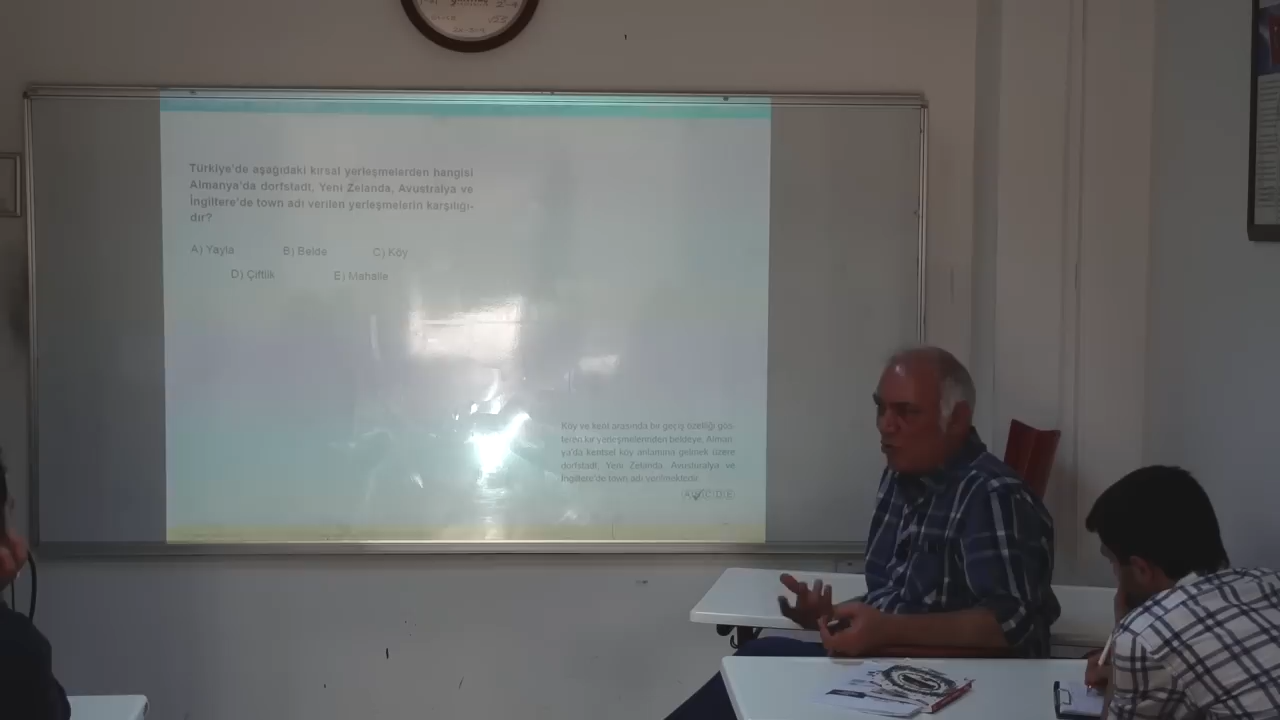 Türkiye'de aşağıdaki kırsal yerleşmelerden hangisi
Almanya'da dorfstadt, Yeni Zelanda, Avustralya ve
İngiltere'de town adı verilen yerleşmelerin karşılığı-
dır?
A) Yayla B) Belde C) Köy
D) Çiftlik E) Mahalle
Köy ve kent arasında bir geçiş özelliği gös-
teren kır yerleşmelerinden beldeye, Alman-
ya'da kentsel köy anlamına gelmek üzere
dorfstadt, Yeni Zelanda, Avusturalya ve
İngiltere'de town adı verilmektedir.